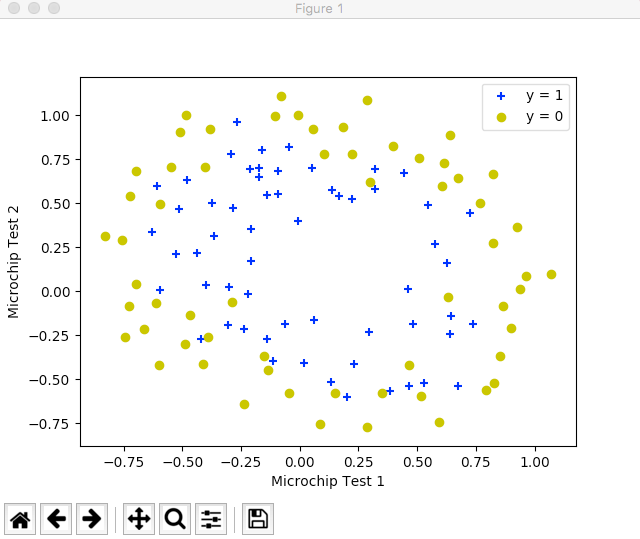 Figure 1
y = 1
y = 0
1.00
0.75
0.50
0.25
0.00
−0.25
−0.50
−0.75
Microchip Test 2
−0.75 −0.50 −0.25 0.00 0.25 0.50 0.75 1.00
Microchip Test 1